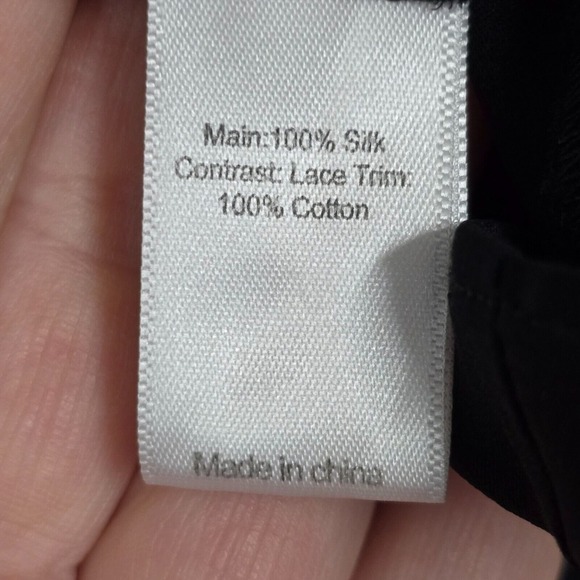 Main:100% Silk
Contrast: Lace Trim:
100% Cotton
Made in china